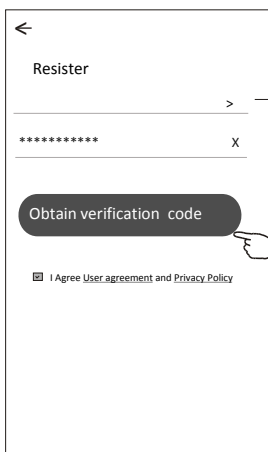 Resister
>
*********** X
Obtain verification code
I Agree User agreement and Privacy Policy